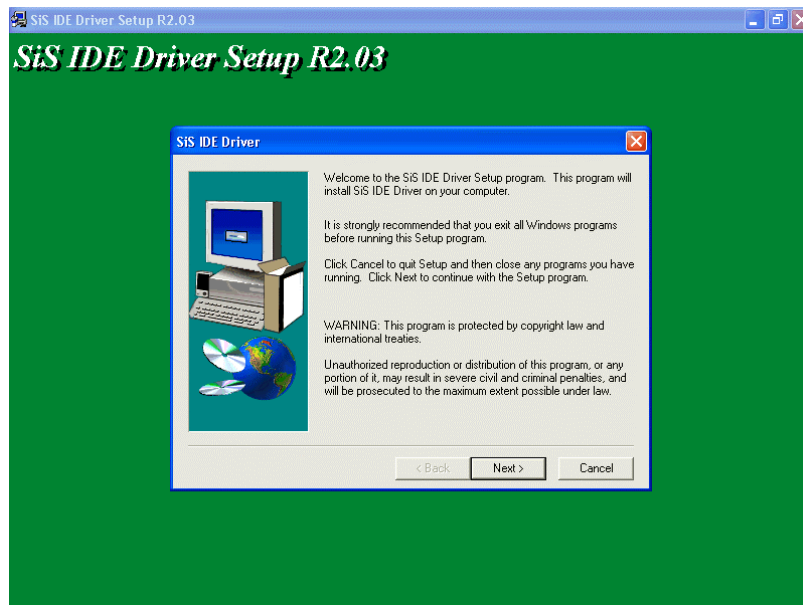 SiS IDE Driver Setup R2.03
SiS IDE Driver Setup R2.03
SiS IDE Driver
Welcome to the SiS IDE Driver Setup program. This program will
install SiS IDE Driver on your computer.
It is strongly recommended that you exit all Windows programs
before running this Setup program.
Click Cancel to quit Setup and then close any programs you have
running. Click Next to continue with the Setup program.
WARNING: This program is protected by copyright law and
international treaties.
Unauthorized reproduction or distribution of this program, or any
portion of it, may result in severe civil and criminal penalties, and
will be prosecuted to the maximum extent possible under law.
< Back Next > Cancel